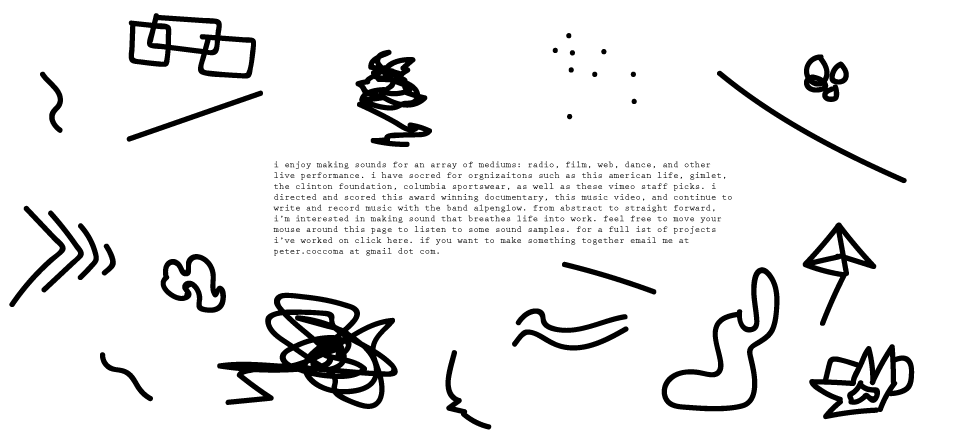 i enjoy making sounds for an array of mediums: radio, film, web, dance, and other
live performance. i have socred for orgnizaitons such as this american life, gimlet,
the clinton foundation, columbia sportswear, as well as these vimeo staff picks. i
directed and scored this award winning documentary, this music video, and continue to
write and record music with the band alpenglow. from abstract to straight forward,
i'm interested in making sound that breathes life into work. feel free to move your
mouse around this page to listen to some sound samples. for a full ist of projects
i've worked on click here. if you want to make something together email me at
peter.coccoma at gmail dot com.